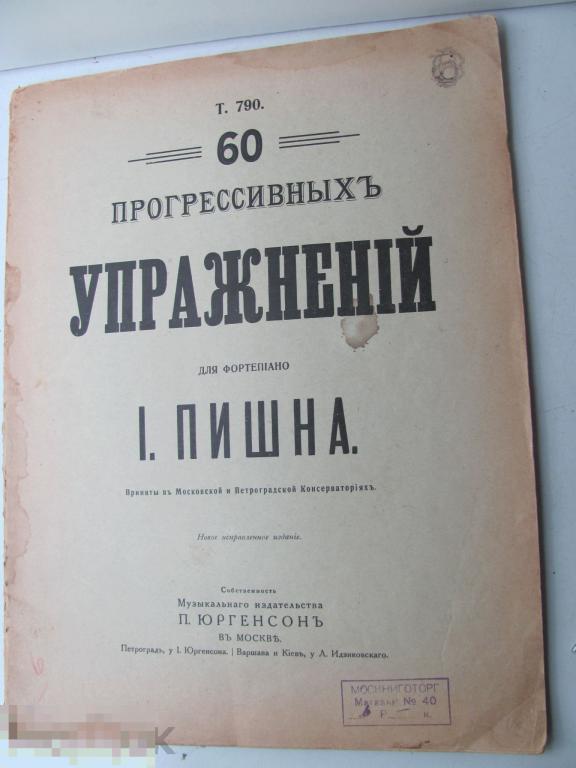 Т. 790.
60
ПРОГРЕССИВНЫХЪ
УПРАЖНЕНІЙ
ДЛЯ ФОРТЕПІАНО
І. ПИШНА.
Приняты въ Московской и Петроградской Консерваторіяхъ.
Новое исправленное изданіе.
Собственность
Музыкальнаго издательства
П. ЮРГЕНСОНЪ
ВЪ МОСКВѢ.
Петроградъ, у І. Юргенсона. | Варшава и Кіевъ, у Л. Идзиковскаго.
МОСКНИГОТОРГ
Магазин № 40
Р. к.